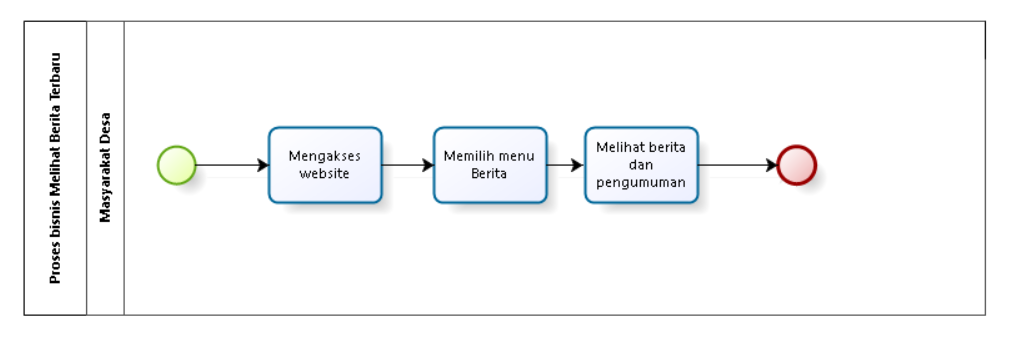 Proses bisnis Melihat Berita Terbaru
Masyarakat Desa
Mengakses
website
Memilih menu
Berita
Melihat berita
dan
pengumuman